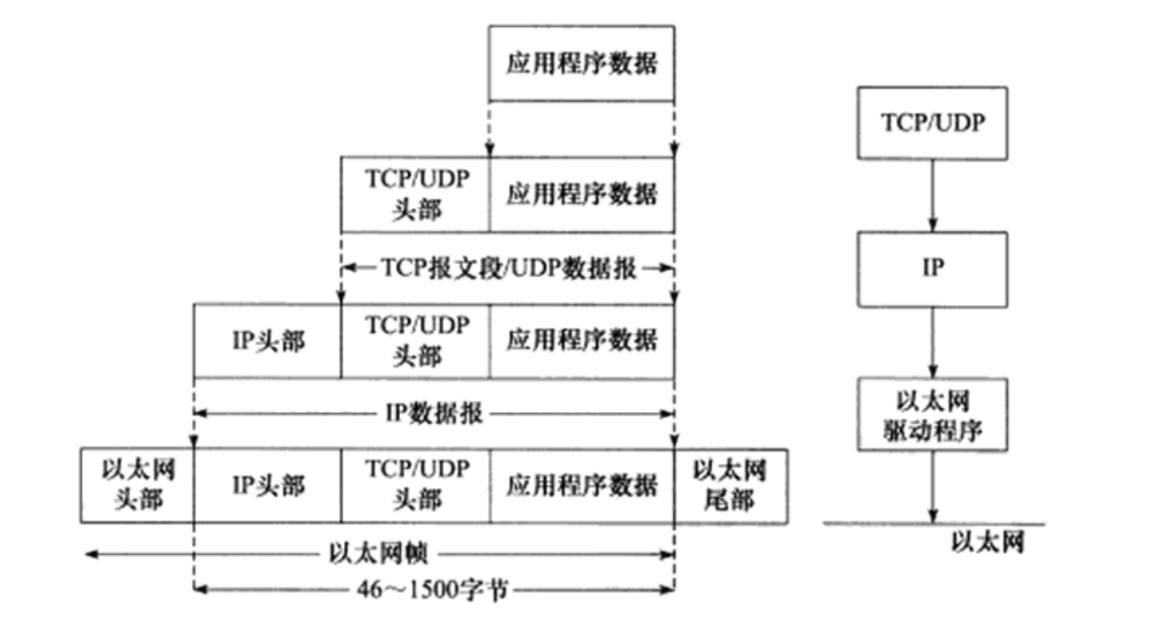 应用程序数据
TCP/UDP
头部
应用程序数据
TCP报文段/UDP数据报
IP头部
TCP/UDP
头部
应用程序数据
IP数据报
以太网
头部
IP头部
TCP/UDP
头部
应用程序数据
以太网
尾部
以太网帧
46～1500字节
TCP/UDP
IP
以太网
驱动程序
以太网